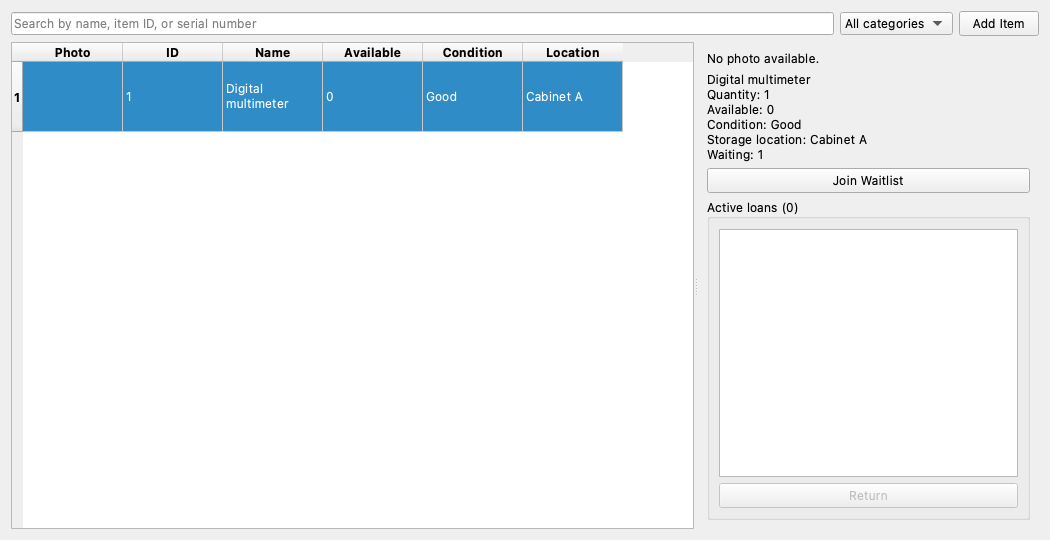 Search by name, item ID, or serial number
All categories
Add Item
Photo ID Name Available Condition Location
1 1 Digital multimeter 0 Good Cabinet A
No photo available.
Digital multimeter
Quantity: 1
Available: 0
Condition: Good
Storage location: Cabinet A
Waiting: 1
Join Waitlist
Active loans (0)
Return